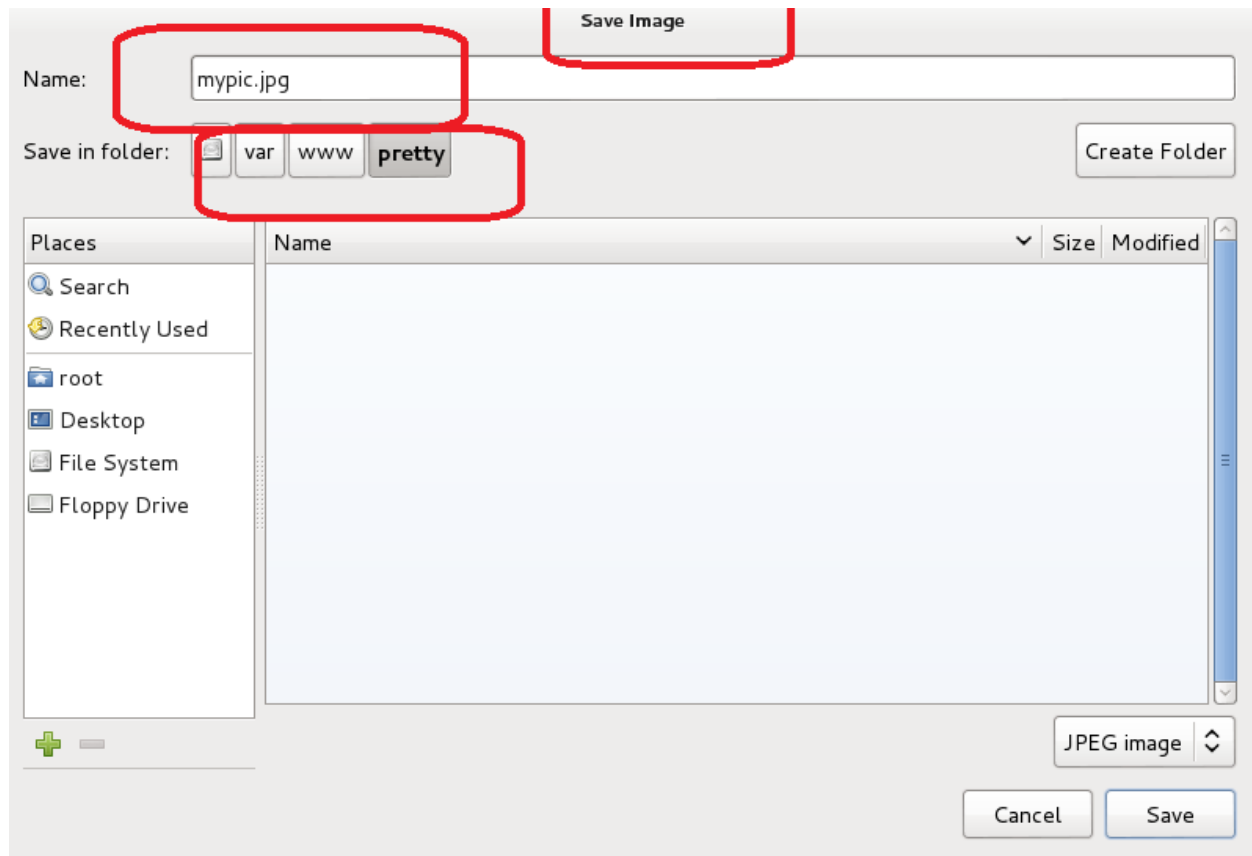 Save Image
Name: mypic.jpg
Save in folder: var www pretty Create Folder
Places Name Size Modified
Search
Recently Used
root
Desktop
File System
Floppy Drive
JPEG image
Cancel Save